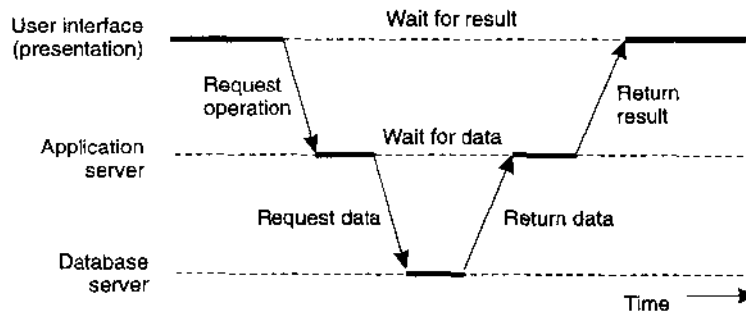 User interface
(presentation)
Wait for result
Request
operation
Return
result
Application
server
Wait for data
Request data
Return data
Database
server
Time